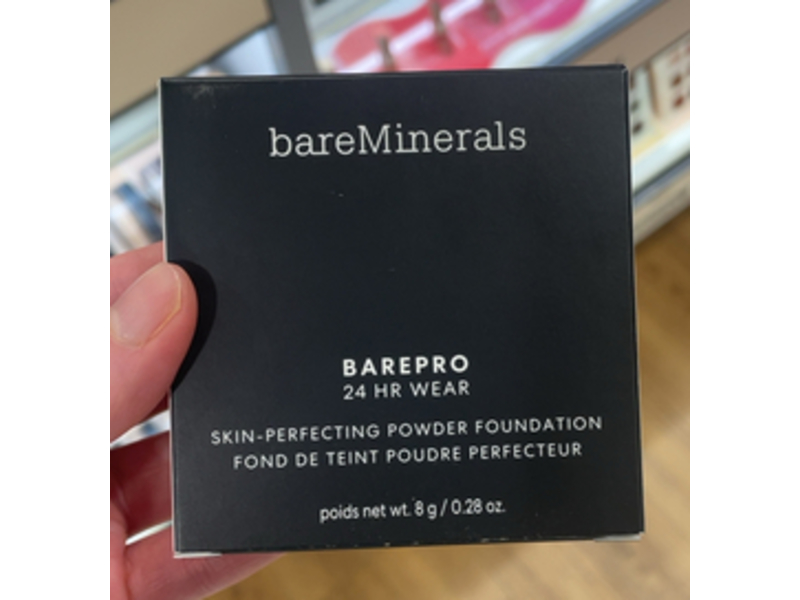 bareMinerals
BAREPRO
24 HR WEAR
SKIN-PERFECTING POWDER FOUNDATION
FOND DE TEINT POUDRE PERFECTEUR
poids net wt. 8 g / 0.28 oz.